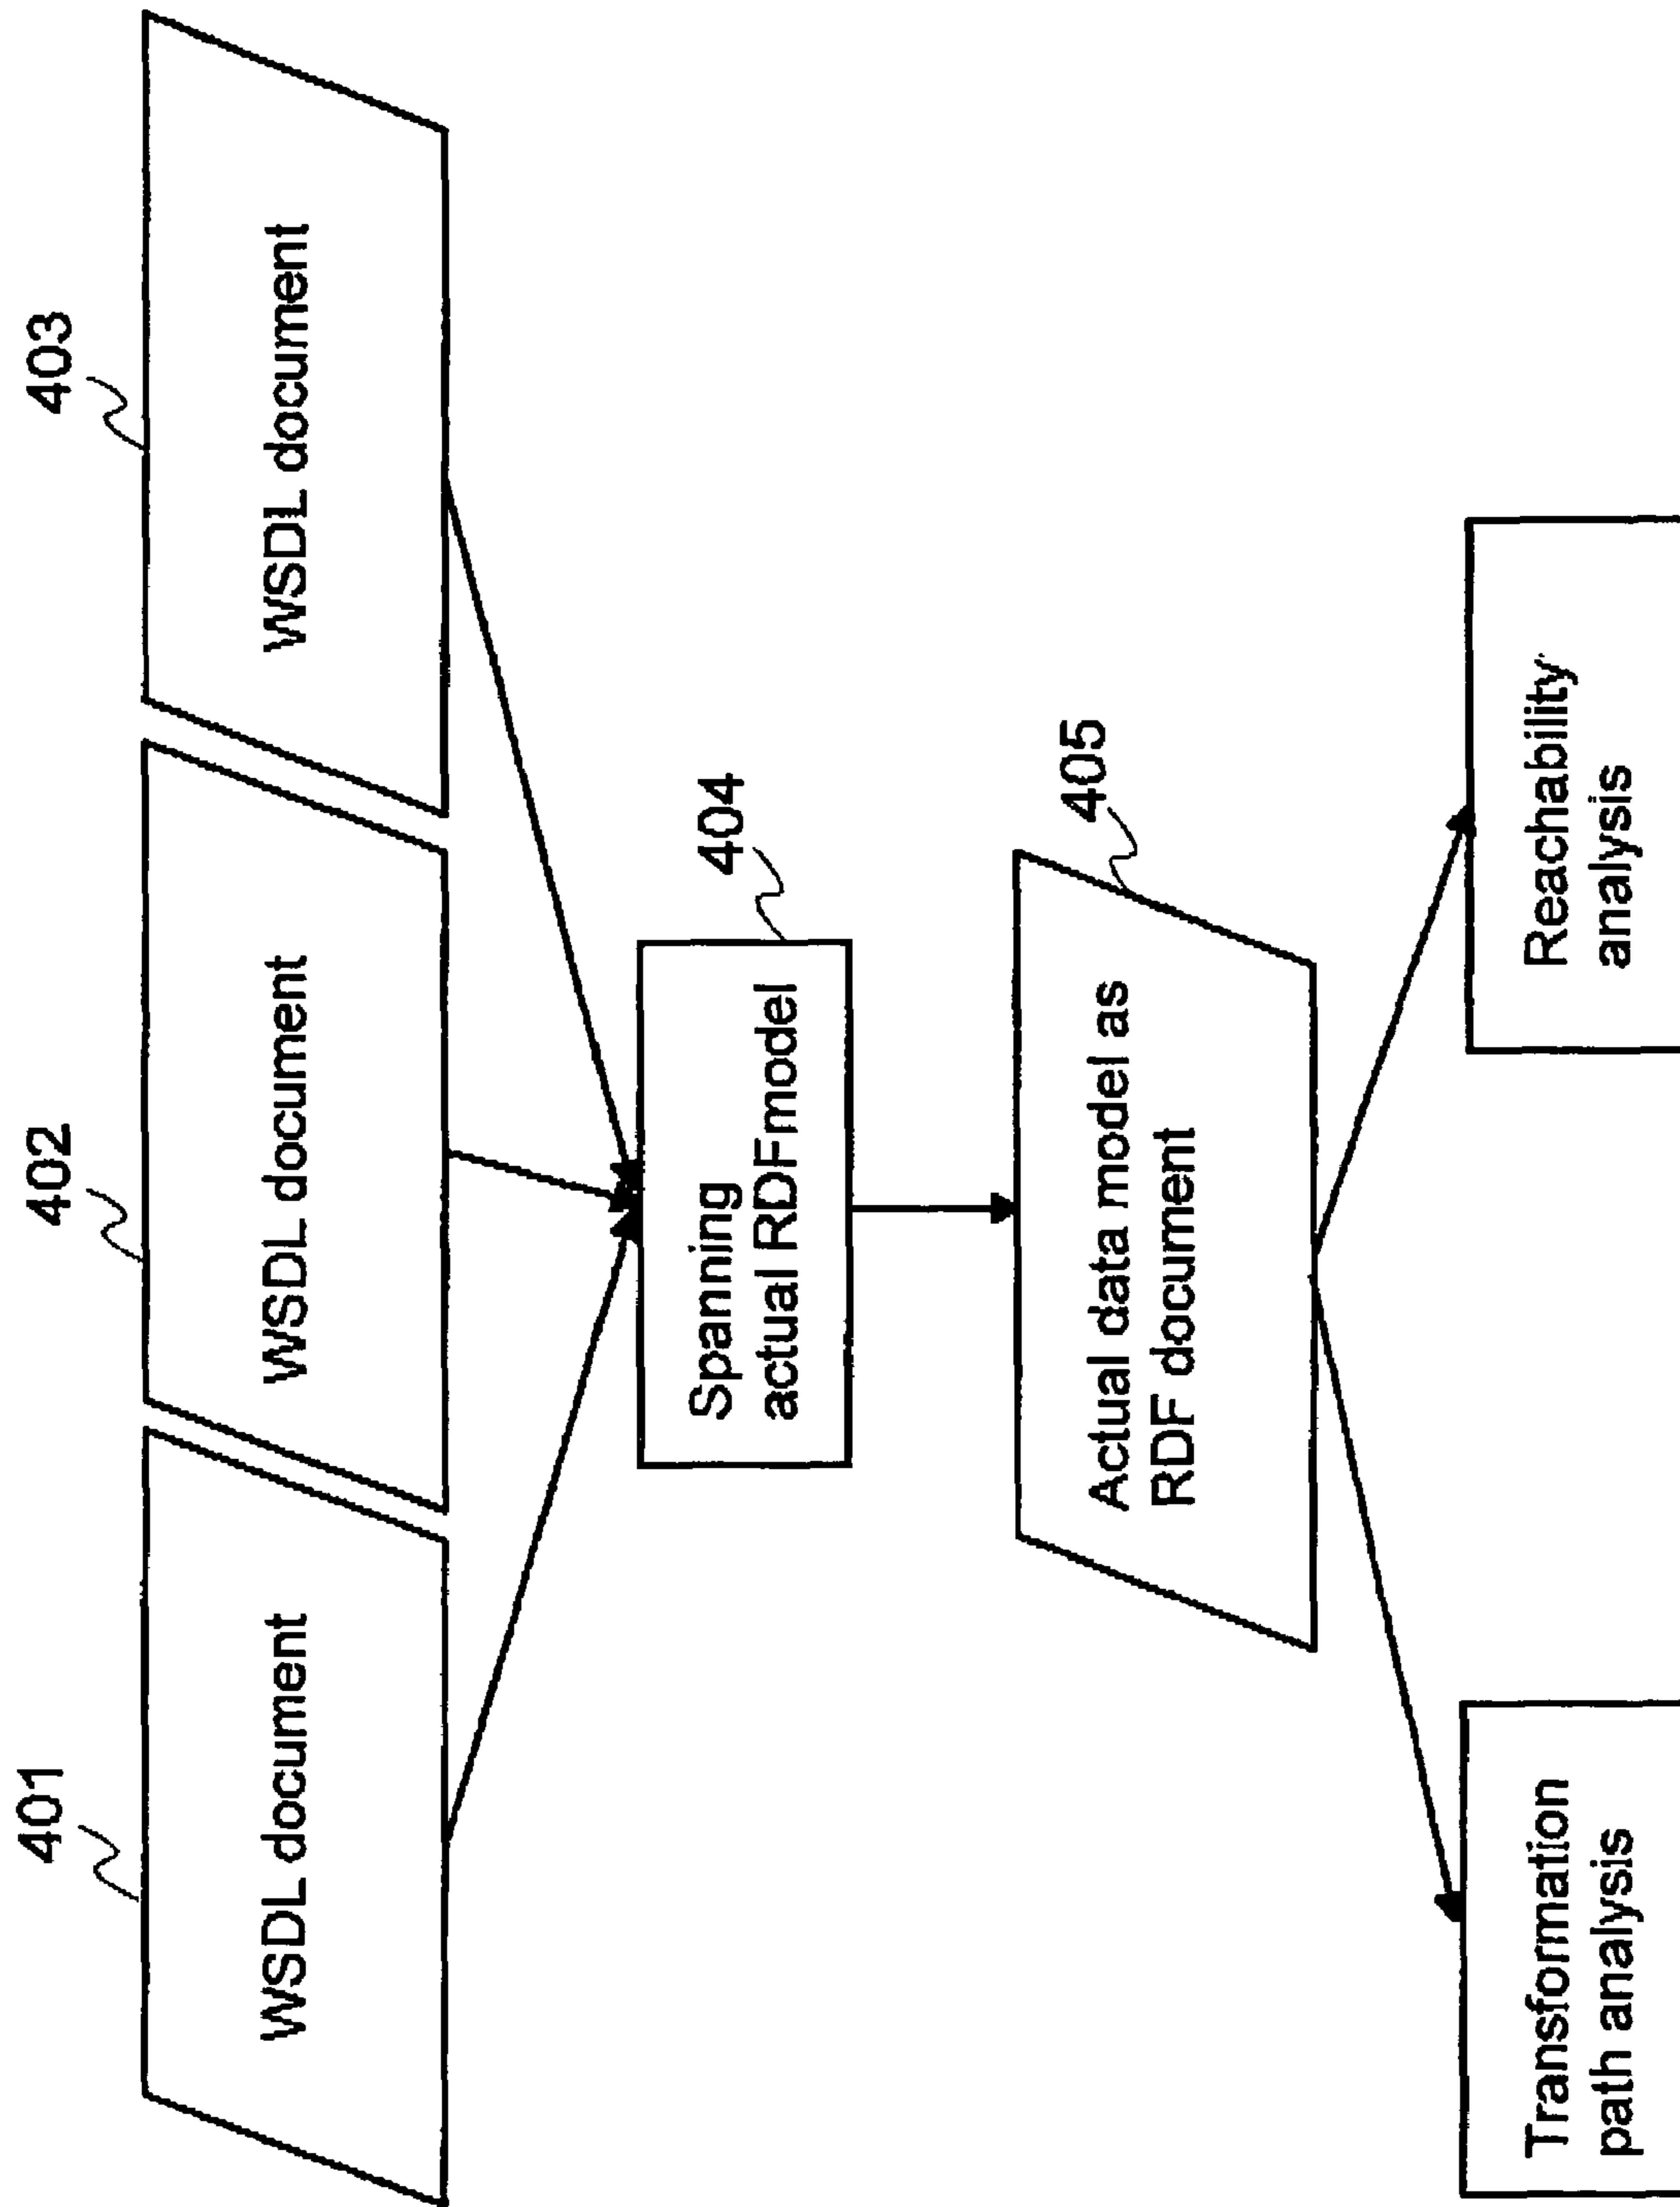 401
402
403
WSDL document
WSDL document
WSDL document
404
Spanning
actual RDFmodel
405
Actual data model as
RDF document
Transformation
path analysis
Reachability
analysis